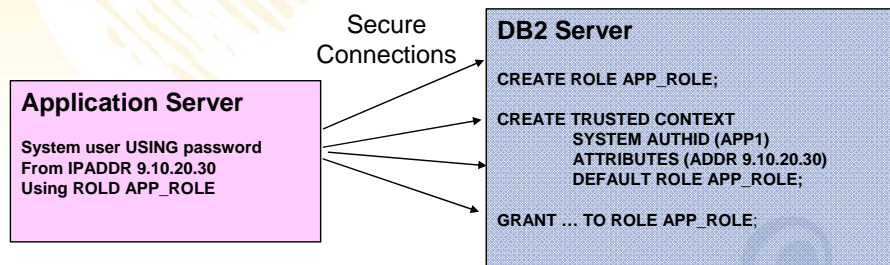 Secure
Connections
Application Server
System user USING password
From IPADDR 9.10.20.30
Using ROLD APP_ROLE
DB2 Server
CREATE ROLE APP_ROLE;
CREATE TRUSTED CONTEXT
SYSTEM AUTHID (APP1)
ATTRIBUTES (ADDR 9.10.20.30)
DEFAULT ROLE APP_ROLE;
GRANT … TO ROLE APP_ROLE;